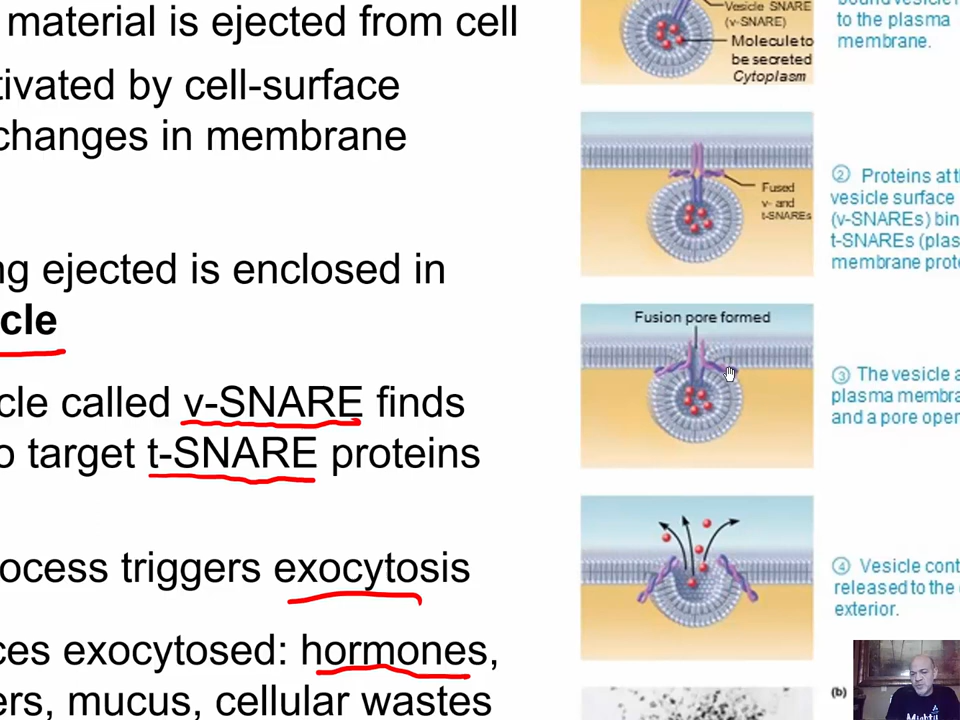 material is ejected from cell
tivated by cell-surface
changes in membrane
ng ejected is enclosed in
cle
cle called v-SNARE finds
o target t-SNARE proteins
ocess triggers exocytosis
ces exocytosed: hormones,
ers, mucus, cellular wastes
Vesicle SNARE
(v-SNARE)
Molecule to
be secreted
Cytoplasm
to the plasma
membrane.
Fused
v- and
t-SNAREs
② Proteins at th
vesicle surface
(v-SNAREs) bin
t-SNAREs (plas
membrane prote
Fusion pore formed
③ The vesicle a
plasma membra
and a pore open
④ Vesicle cont
released to the
exterior.
(b)
Mighty